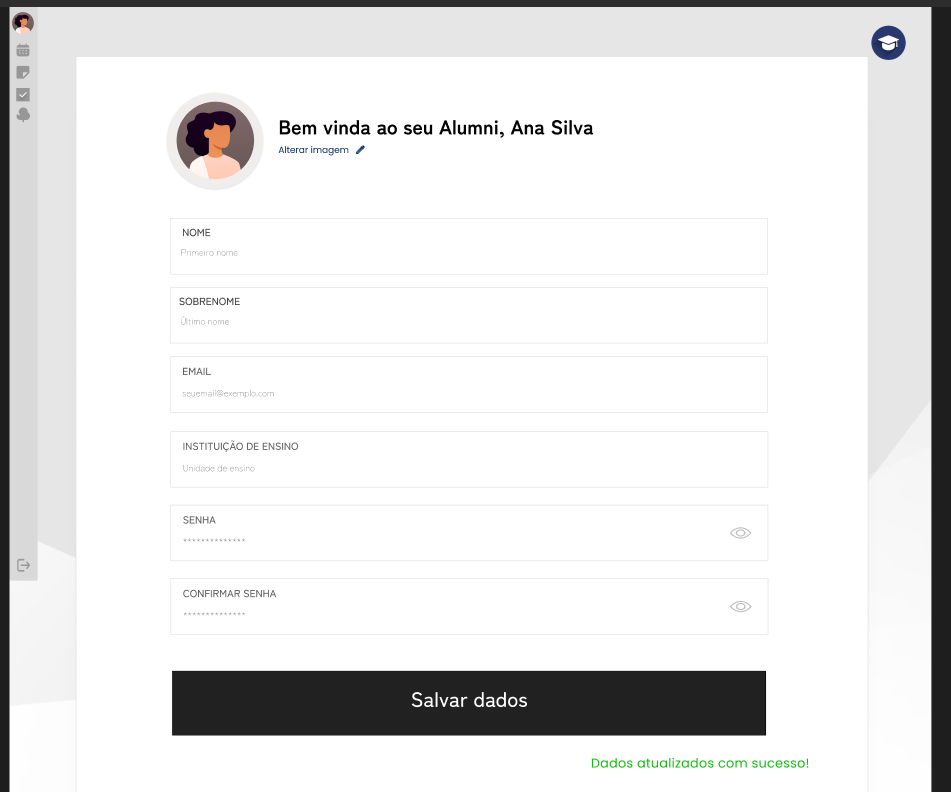 Bem vinda ao seu Alumni, Ana Silva
Alterar imagem
NOME
Primeiro nome
SOBRENOME
Último nome
EMAIL
seuemail@exemplo.com
INSTITUIÇÃO DE ENSINO
Unidade de ensino
SENHA
**************
CONFIRMAR SENHA
**************
Salvar dados
Dados atualizados com sucesso!